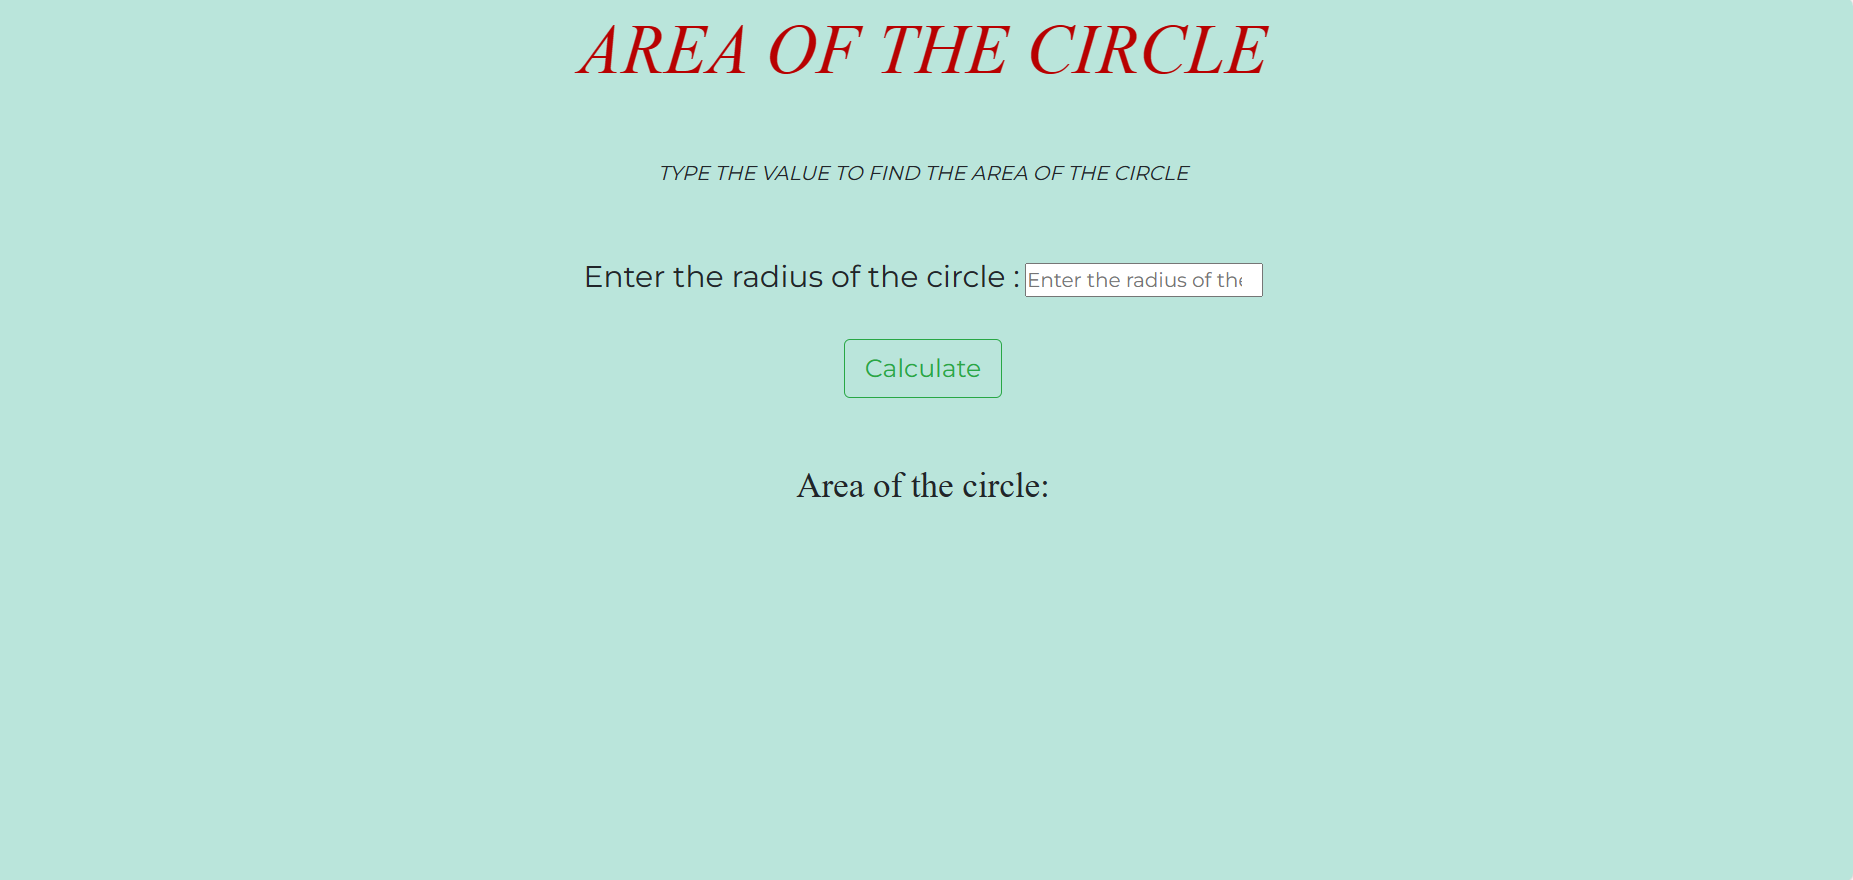 AREA OF THE CIRCLE
TYPE THE VALUE TO FIND THE AREA OF THE CIRCLE
Enter the radius of the circle : Enter the radius of the
Calculate
Area of the circle: